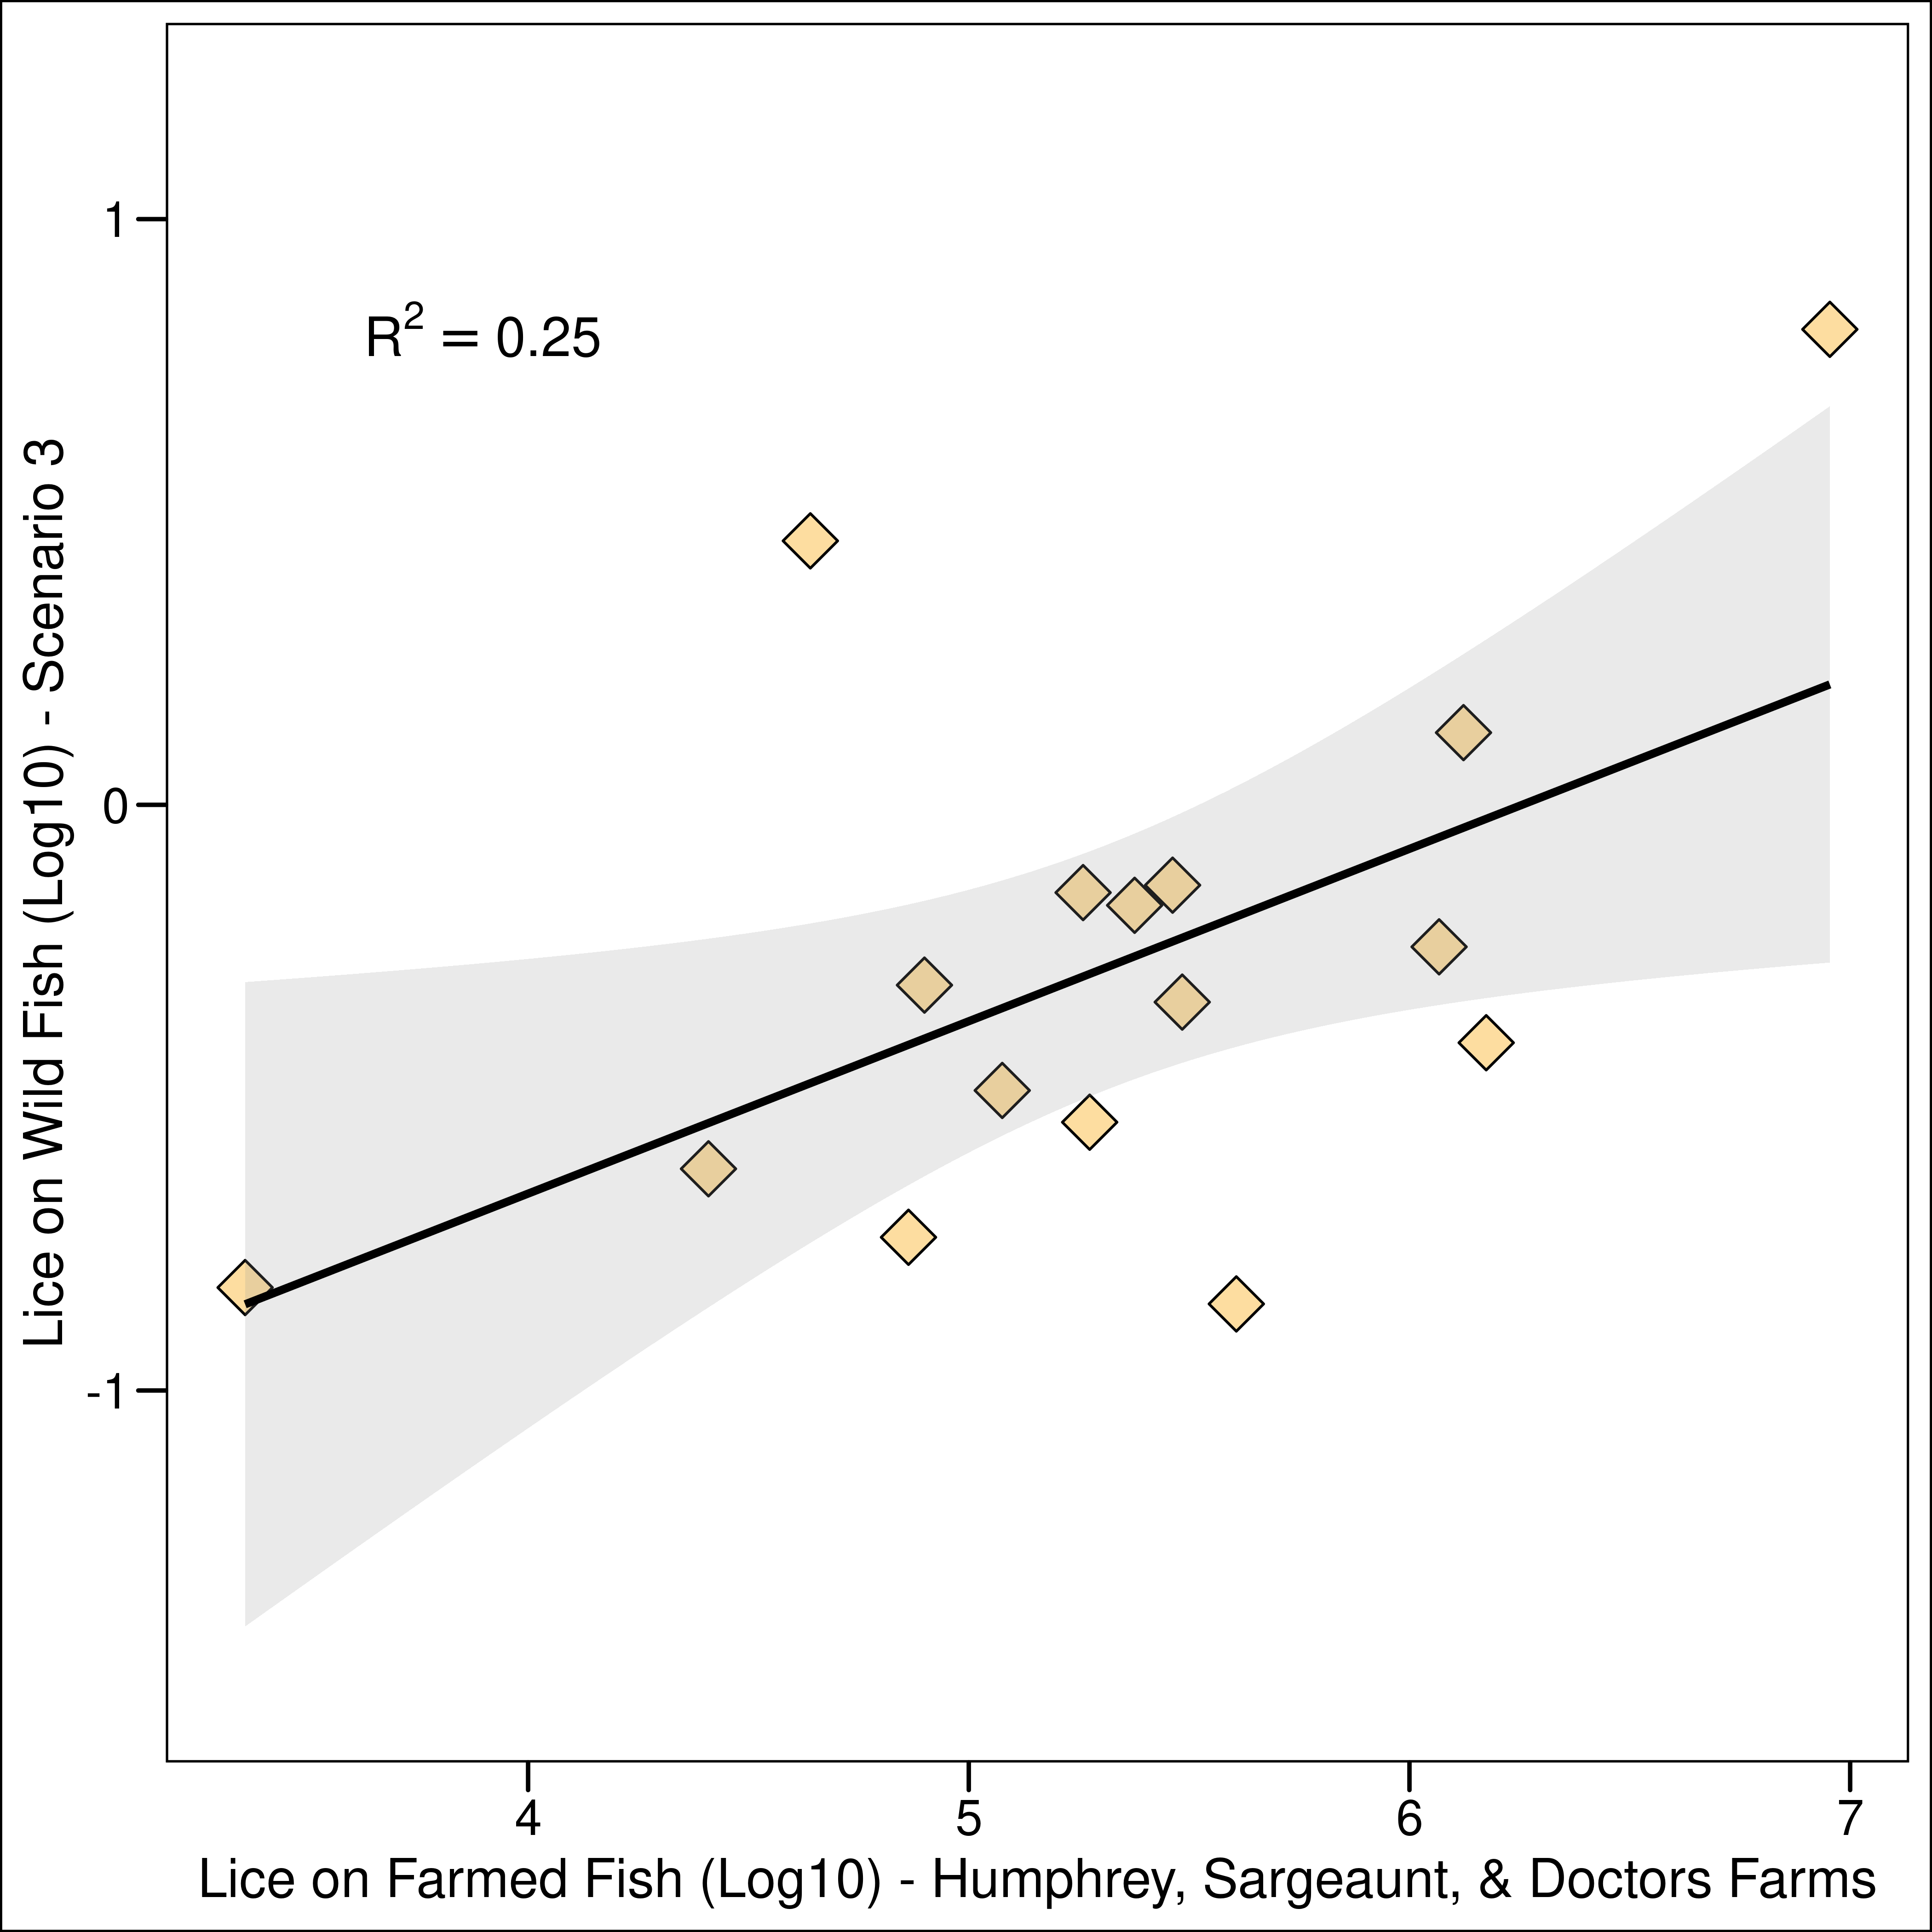 1
R² = 0.25
Lice on Wild Fish (Log10) - Scenario 3
0
-1
4 5 6 7
Lice on Farmed Fish (Log10) - Humphrey, Sargeaunt, & Doctors Farms